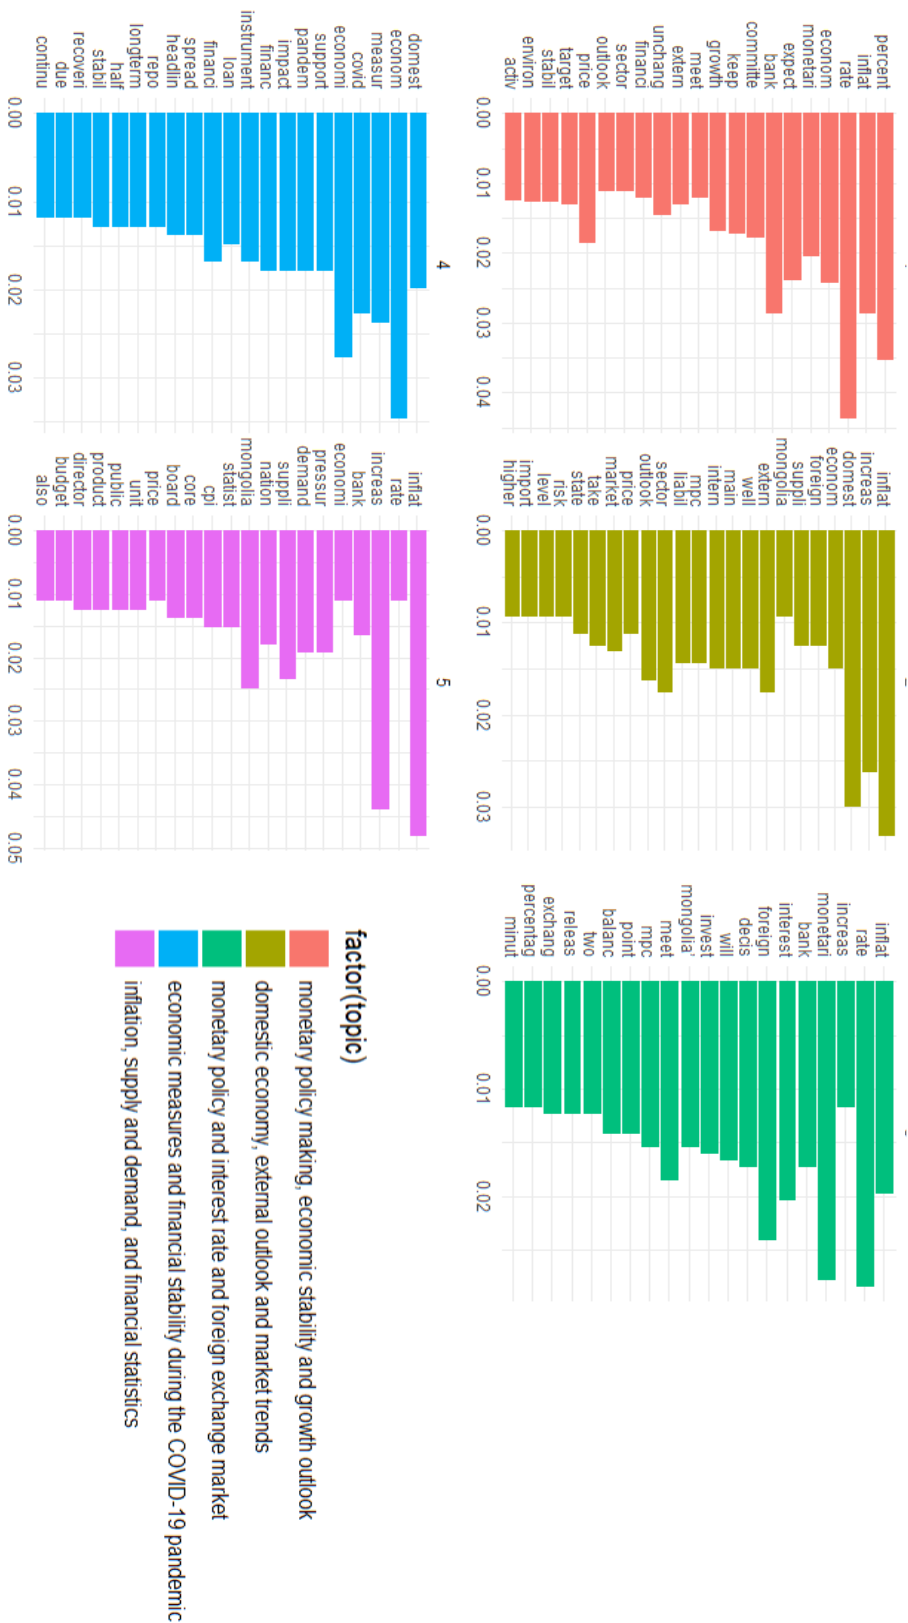 percent
inflat
rate
econom
monetari
expect
bank
committe
keep
growth
meet
extern
unchang
financi
sector
outlook
price
target
stabil
environ
activ
0.00
0.01
0.02
0.03
0.04
inflat
increas
domest
econom
foreign
suppli
mongolia
extern
well
main
intern
mpc
liabil
sector
outlook
price
market
take
state
risk
level
import
higher
0.00
0.01
0.02
0.03
inflat
rate
increas
monetari
bank
interest
foreign
decis
will
invest
mongolia'
meet
mpc
point
balanc
two
releas
exchang
percentag
minut
0.00
0.01
0.02
4
domest
econom
measur
covid
economi
support
pandem
impact
financ
instrument
loan
financi
spread
headlin
repo
longterm
half
stabil
recoveri
due
continu
0.00
0.01
0.02
0.03
5
inflat
rate
increas
bank
economi
pressur
demand
suppli
nation
mongolia
statist
cpi
core
board
price
unit
public
product
director
budget
also
0.00
0.01
0.02
0.03
0.04
0.05
factor(topic)
monetary policy making, economic stability and growth outlook
domestic economy, external outlook and market trends
monetary policy and interest rate and foreign exchange market
economic measures and financial stability during the COVID-19 pandemic
inflation, supply and demand, and financial statistics